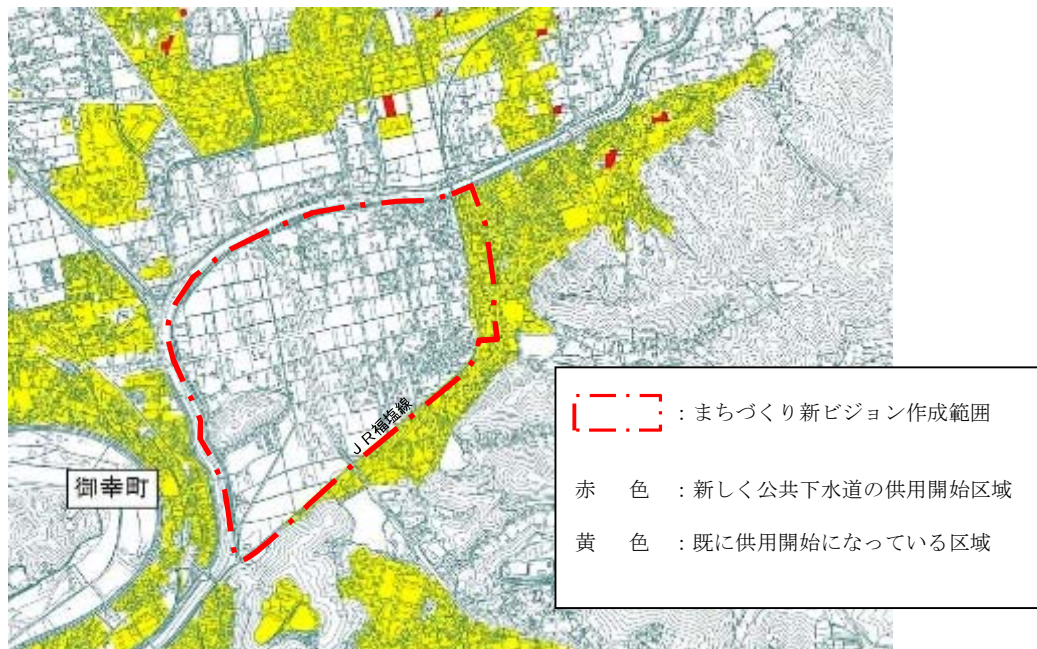 JR福塩線
御幸町
：まちづくり新ビジョン作成範囲
赤　色　：新しく公共下水道の供用開始区域
黄　色　：既に供用開始になっている区域